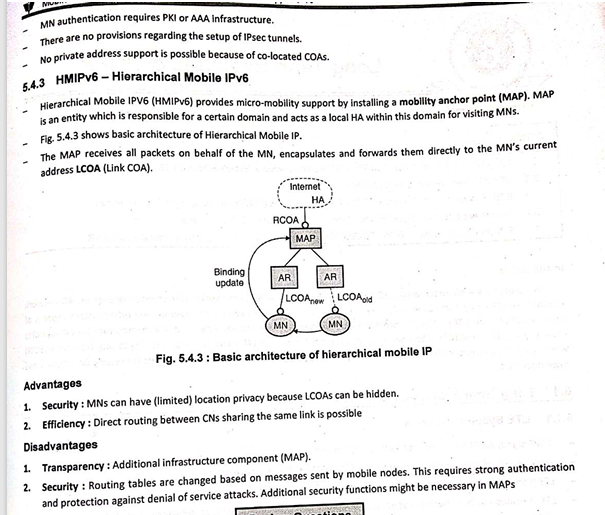 - MN authentication requires PKI or AAA infrastructure.
- There are no provisions regarding the setup of IPsec tunnels.
- No private address support is possible because of co-located COAs.
5.4.3 HMIPv6 – Hierarchical Mobile IPv6
- Hierarchical Mobile IPV6 (HMIPv6) provides micro-mobility support by installing a mobility anchor point (MAP). MAP
is an entity which is responsible for a certain domain and acts as a local HA within this domain for visiting MNs.
- Fig. 5.4.3 shows basic architecture of Hierarchical Mobile IP.
- The MAP receives all packets on behalf of the MN, encapsulates and forwards them directly to the MN's current
address LCOA (Link COA).
Internet
HA
RCOA
MAP
Binding
update
AR
AR
LCOAnew
LCOAold
MN
MN
Fig. 5.4.3 : Basic architecture of hierarchical mobile IP
Advantages
1. Security : MNs can have (limited) location privacy because LCOAs can be hidden.
2. Efficiency : Direct routing between CNs sharing the same link is possible
Disadvantages
1. Transparency : Additional infrastructure component (MAP).
2. Security : Routing tables are changed based on messages sent by mobile nodes. This requires strong authentication
and protection against denial of service attacks. Additional security functions might be necessary in MAPs